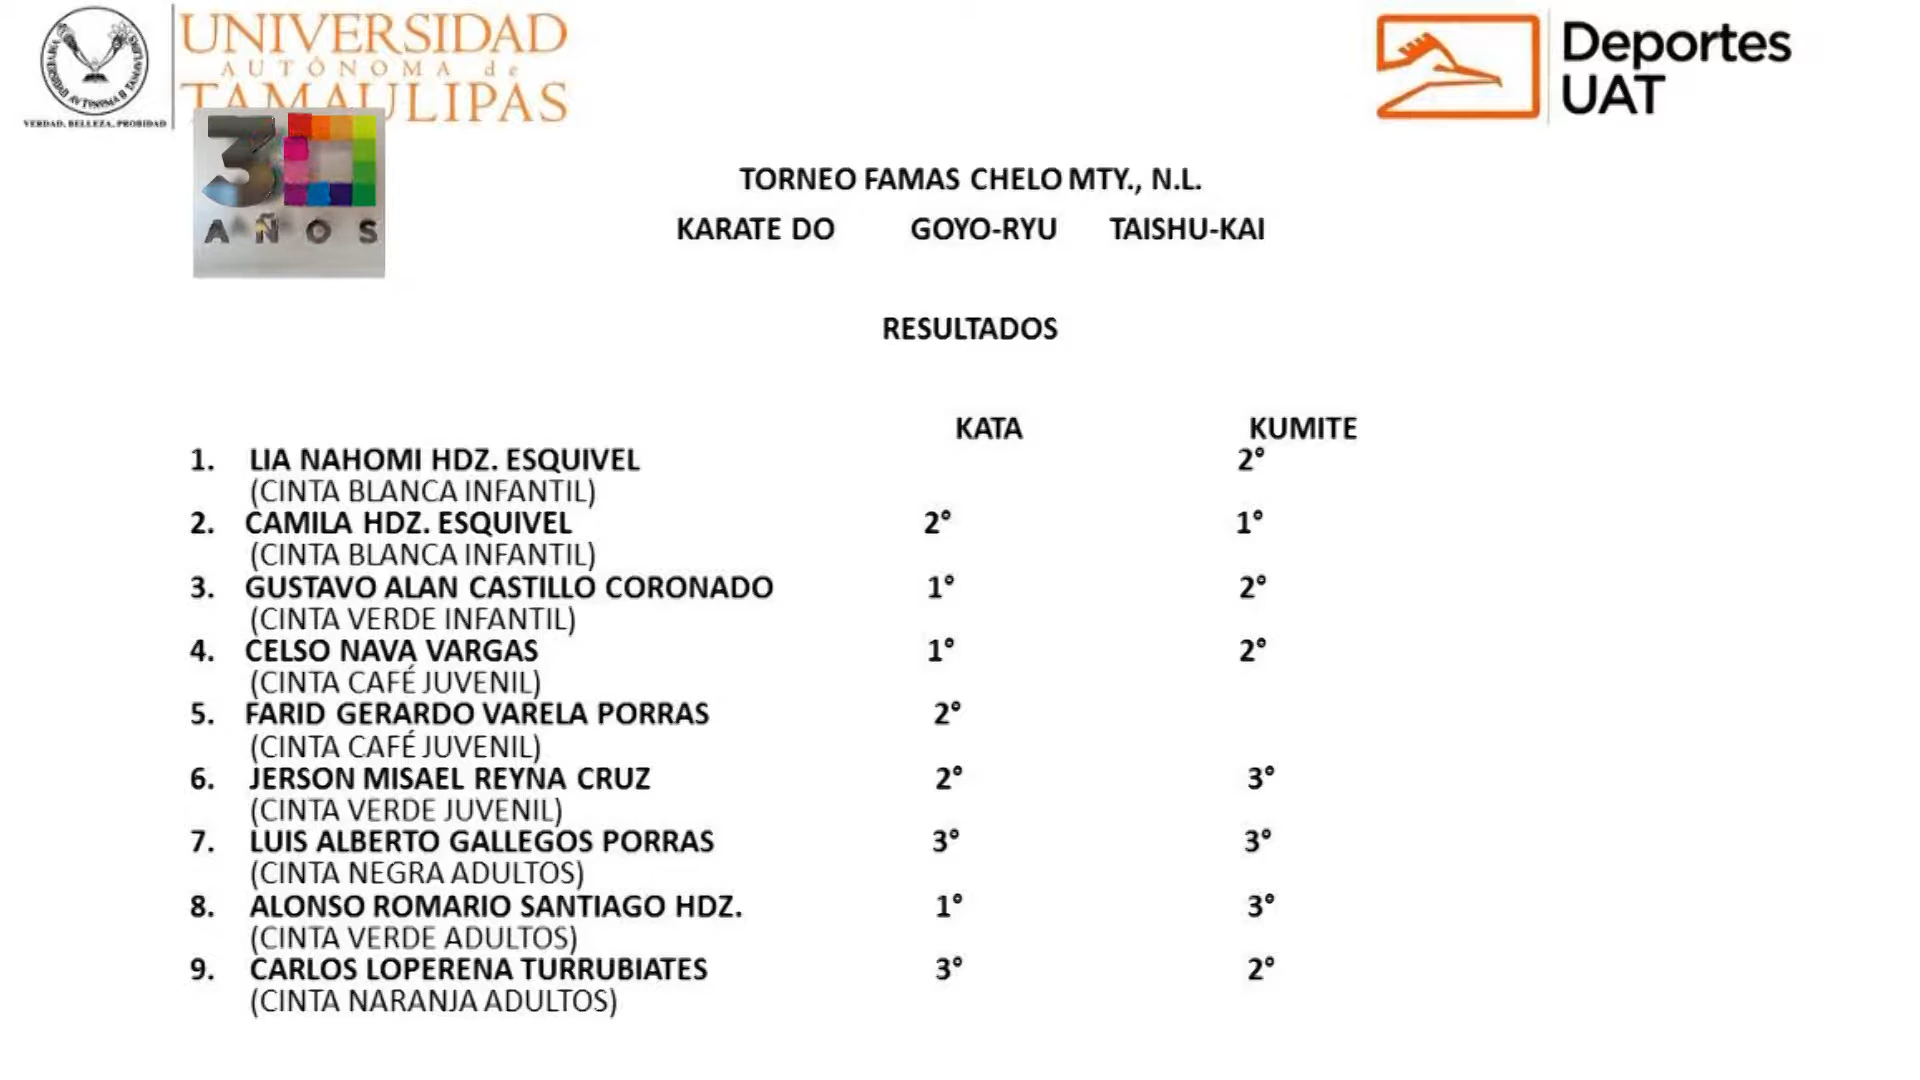 UNIVERSIDAD
AUTÓNOMA de
TAMAULIPAS
VERDAD, BELLEZA, PROBIDAD
Deportes
UAT
30
AÑOS
TORNEO FAMAS CHELO MTY., N.L.
KARATE DO GOYO-RYU TAISHU-KAI
RESULTADOS
KATA KUMITE
1. LIA NAHOMI HDZ. ESQUIVEL 2°
(CINTA BLANCA INFANTIL)
2. CAMILA HDZ. ESQUIVEL 2° 1°
(CINTA BLANCA INFANTIL)
3. GUSTAVO ALAN CASTILLO CORONADO 1° 2°
(CINTA VERDE INFANTIL)
4. CELSO NAVA VARGAS 1° 2°
(CINTA CAFÉ JUVENIL)
5. FARID GERARDO VARELA PORRAS 2°
(CINTA CAFÉ JUVENIL)
6. JERSON MISAEL REYNA CRUZ 2° 3°
(CINTA VERDE JUVENIL)
7. LUIS ALBERTO GALLEGOS PORRAS 3° 3°
(CINTA NEGRA ADULTOS)
8. ALONSO ROMARIO SANTIAGO HDZ. 1° 3°
(CINTA VERDE ADULTOS)
9. CARLOS LOPERENA TURRUBIATES 3° 2°
(CINTA NARANJA ADULTOS)